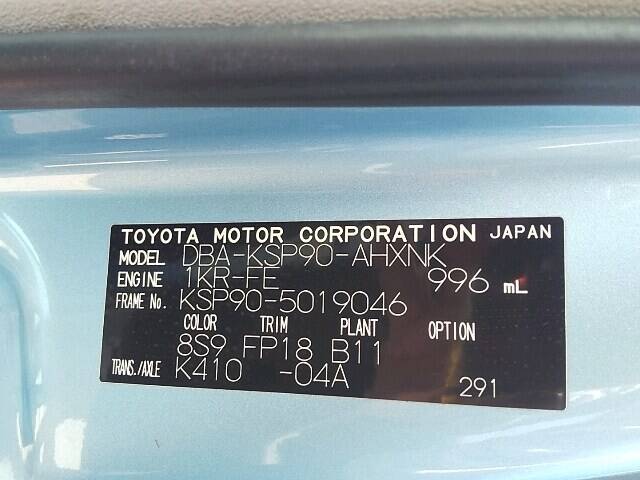 TOYOTA MOTOR CORPORATION JAPAN
MODEL DBA-KSP90-AHXNK
ENGINE 1KR-FE 996 mL
FRAME No. KSP90-5019046
COLOR TRIM PLANT OPTION
8S9 FP18 B11
TRANS./AXLE K410 -04A
291